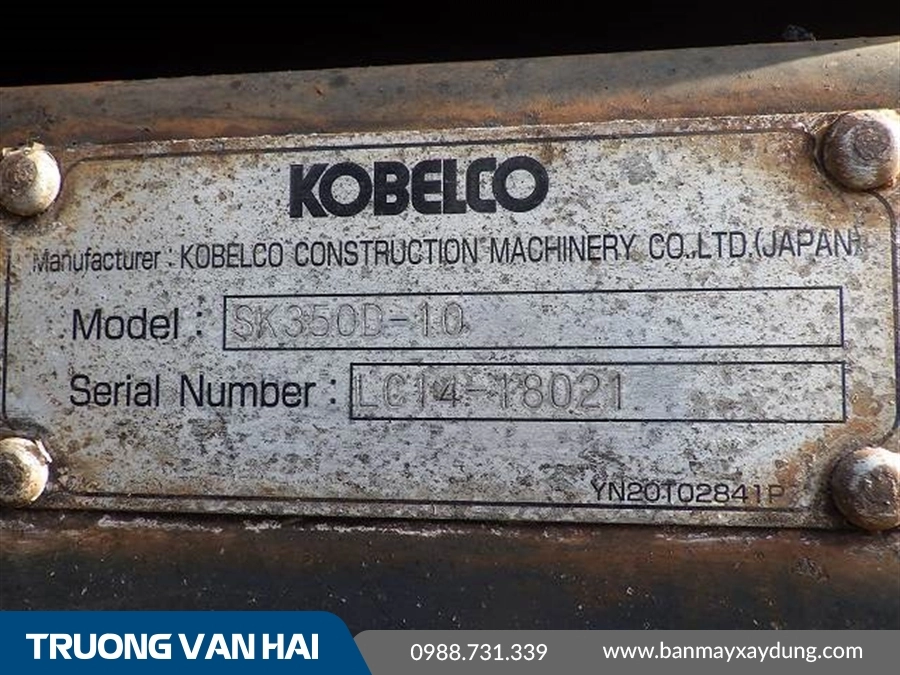 KOBELCO
Manufacturer : KOBELCO CONSTRUCTION MACHINERY CO.,LTD.(JAPAN)
Model : SK350D-10
Serial Number : LC14-18021
YN20T02841P
TRUONG VAN HAI
0988.731.339
www.banmayxaydung.com